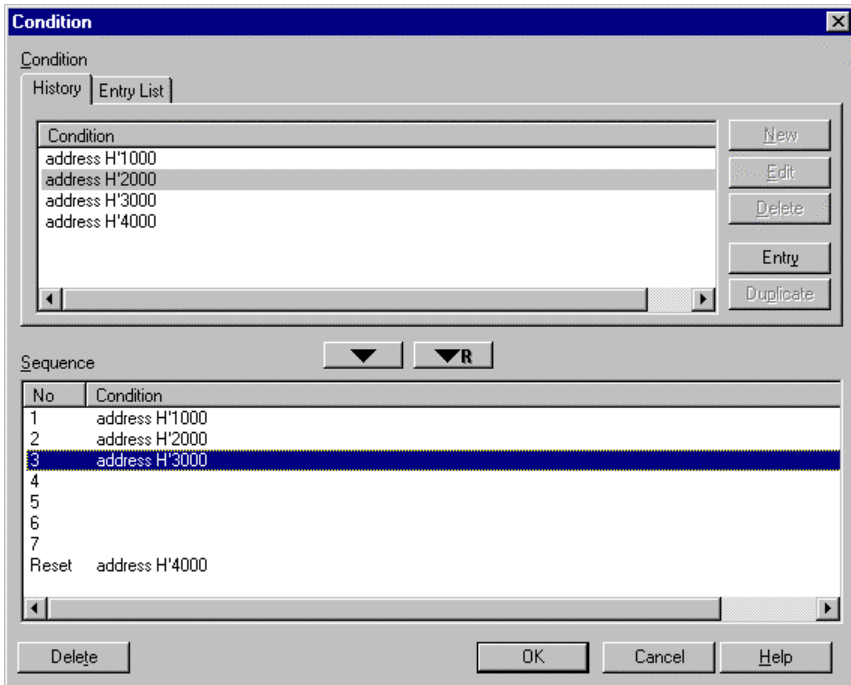 Condition
Condition
History Entry List
Condition
address H'1000
address H'2000
address H'3000
address H'4000
New
Edit
Delete
Entry
Duplicate
R
Sequence
No Condition
1 address H'1000
2 address H'2000
3 address H'3000
4
5
6
7
Reset address H'4000
Delete OK Cancel Help